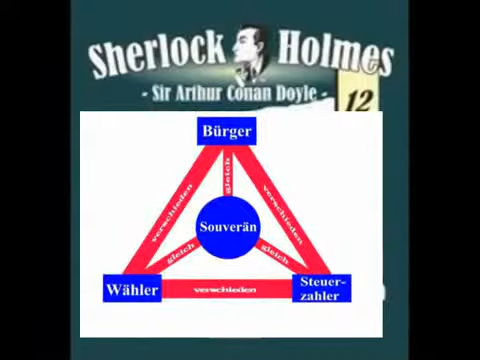 Sherlock Holmes
- Sir Arthur Conan Doyle -
12
Bürger
verschieden
gleich
verschieden
Souverän
gleich
gleich
Wähler
verschieden
Steuer-
zahler